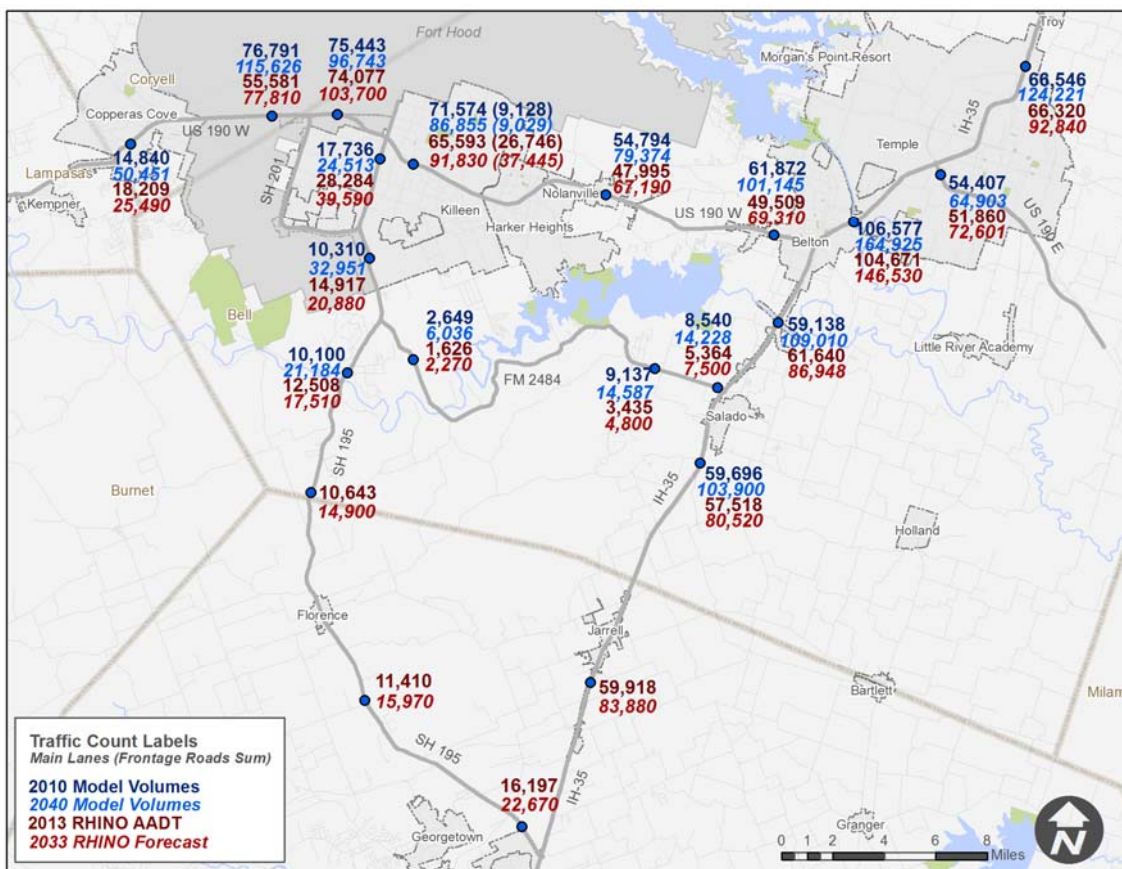 Fort Hood
Troy
Morgan's Point Resort
76,791
115,626
55,581
77,810
75,443
96,743
74,077
103,700
66,546
124,221
66,320
92,840
Coryell
Copperas Cove
US 190 W
71,574 (9,128)
86,855 (9,029)
65,593 (26,746)
91,830 (37,445)
IH-35
Temple
14,840
50,451
18,209
25,490
Lampasas
Kempner
SH 201
17,736
24,513
28,284
39,590
54,794
79,374
47,995
67,190
Nolanville
61,872
101,145
49,509
69,310
54,407
64,903
51,860
72,601
Killeen
Harker Heights
US 190 W
Belton
US 190 E
106,577
164,925
104,671
146,530
10,310
32,951
14,917
20,880
Bell
2,649
6,036
1,626
2,270
8,540
14,228
5,364
7,500
59,138
109,010
61,640
86,948
Little River Academy
10,100
21,184
12,508
17,510
FM 2484
9,137
14,587
3,435
4,800
Salado
SH 195
59,696
103,900
57,518
80,520
IH-35
Burnet
10,643
14,900
Holland
Florence
Jarrell
11,410
15,970
59,918
83,880
Bartlett
Milam
SH 195
16,197
22,670
IH-35
Georgetown
Granger
Traffic Count Labels
Main Lanes (Frontage Roads Sum)
2010 Model Volumes
2040 Model Volumes
2013 RHINO AADT
2033 RHINO Forecast
0 2 4 6 8
Miles
N